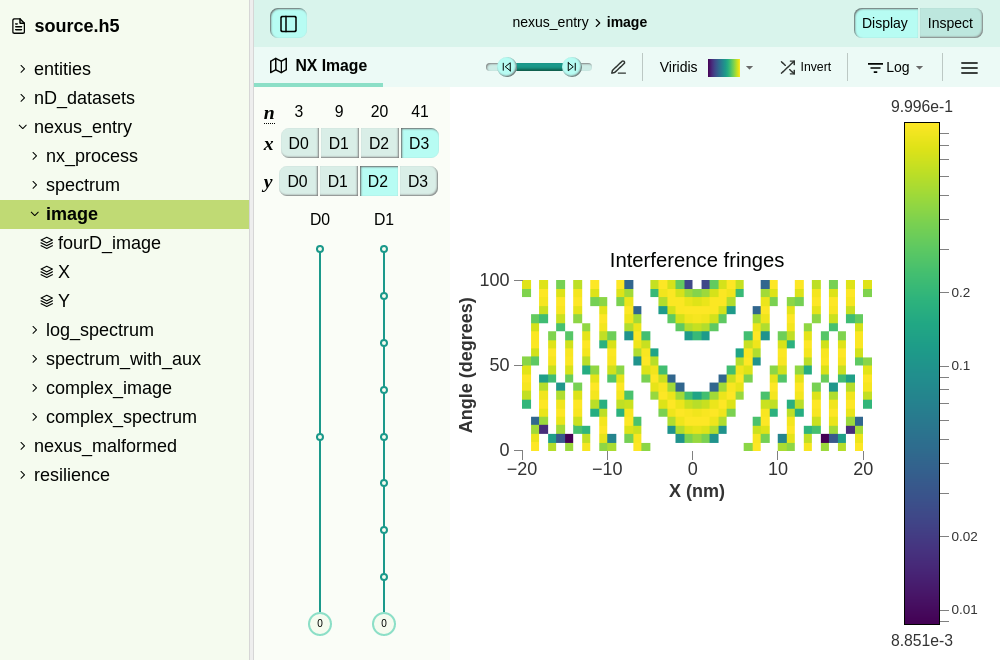 source.h5
nexus_entry › image
Display
Inspect
NX Image
Viridis
Invert
Log
entities
nD_datasets
nexus_entry
nx_process
spectrum
image
fourD_image
X
Y
log_spectrum
spectrum_with_aux
complex_image
complex_spectrum
nexus_malformed
resilience
n 3 9 20 41
x D0 D1 D2 D3
y D0 D1 D2 D3
D0 D1
0 0
Interference fringes
Angle (degrees)
100
50
0
−20 −10 0 10 20
X (nm)
9.996e-1
0.2
0.1
0.02
0.01
8.851e-3